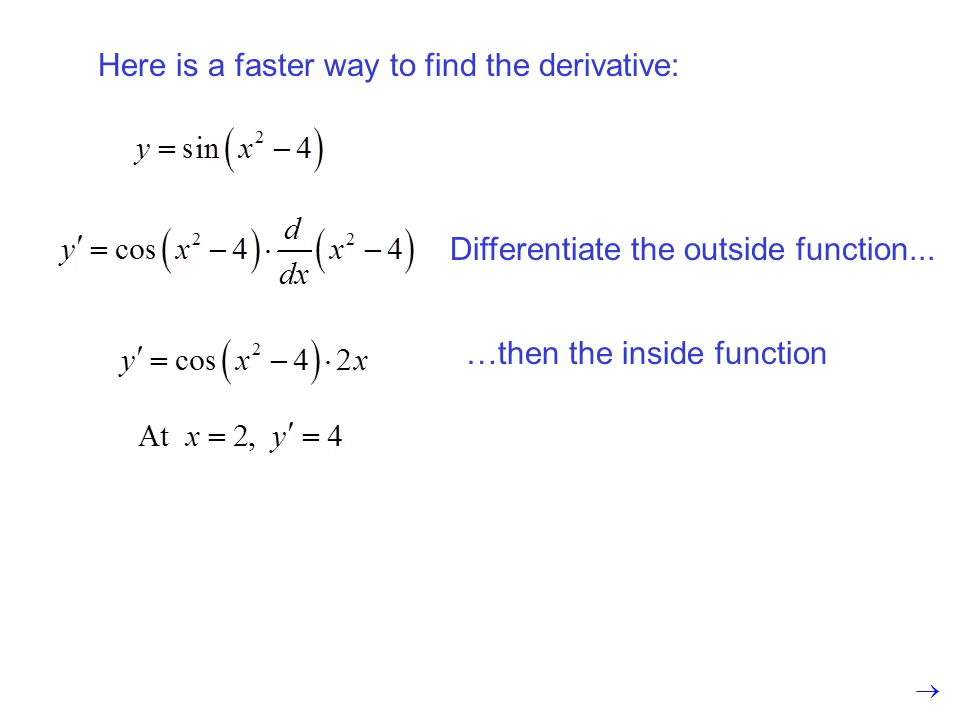 Here is a faster way to find the derivative:
y = sin(x² − 4)
y′ = cos(x² − 4) · d/dx (x² − 4) Differentiate the outside function...
y′ = cos(x² − 4) · 2x …then the inside function
At x = 2, y′ = 4
→